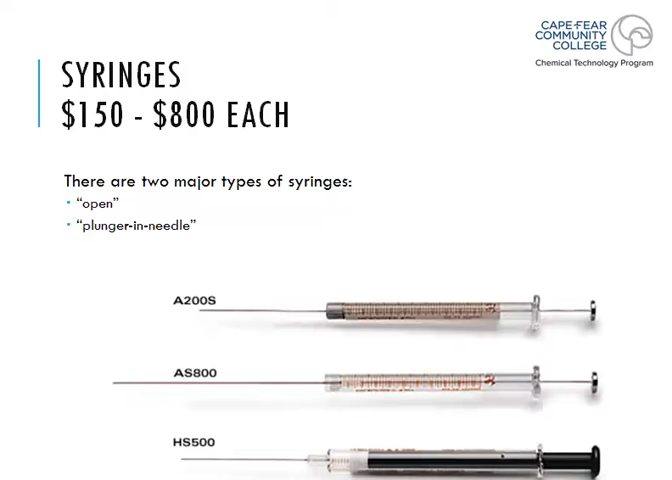 CAPE FEAR
COMMUNITY
COLLEGE
Chemical Technology Program
SYRINGES
$150 - $800 EACH
There are two major types of syringes:
• “open”
• “plunger-in-needle”
A200S
AS800
HS500